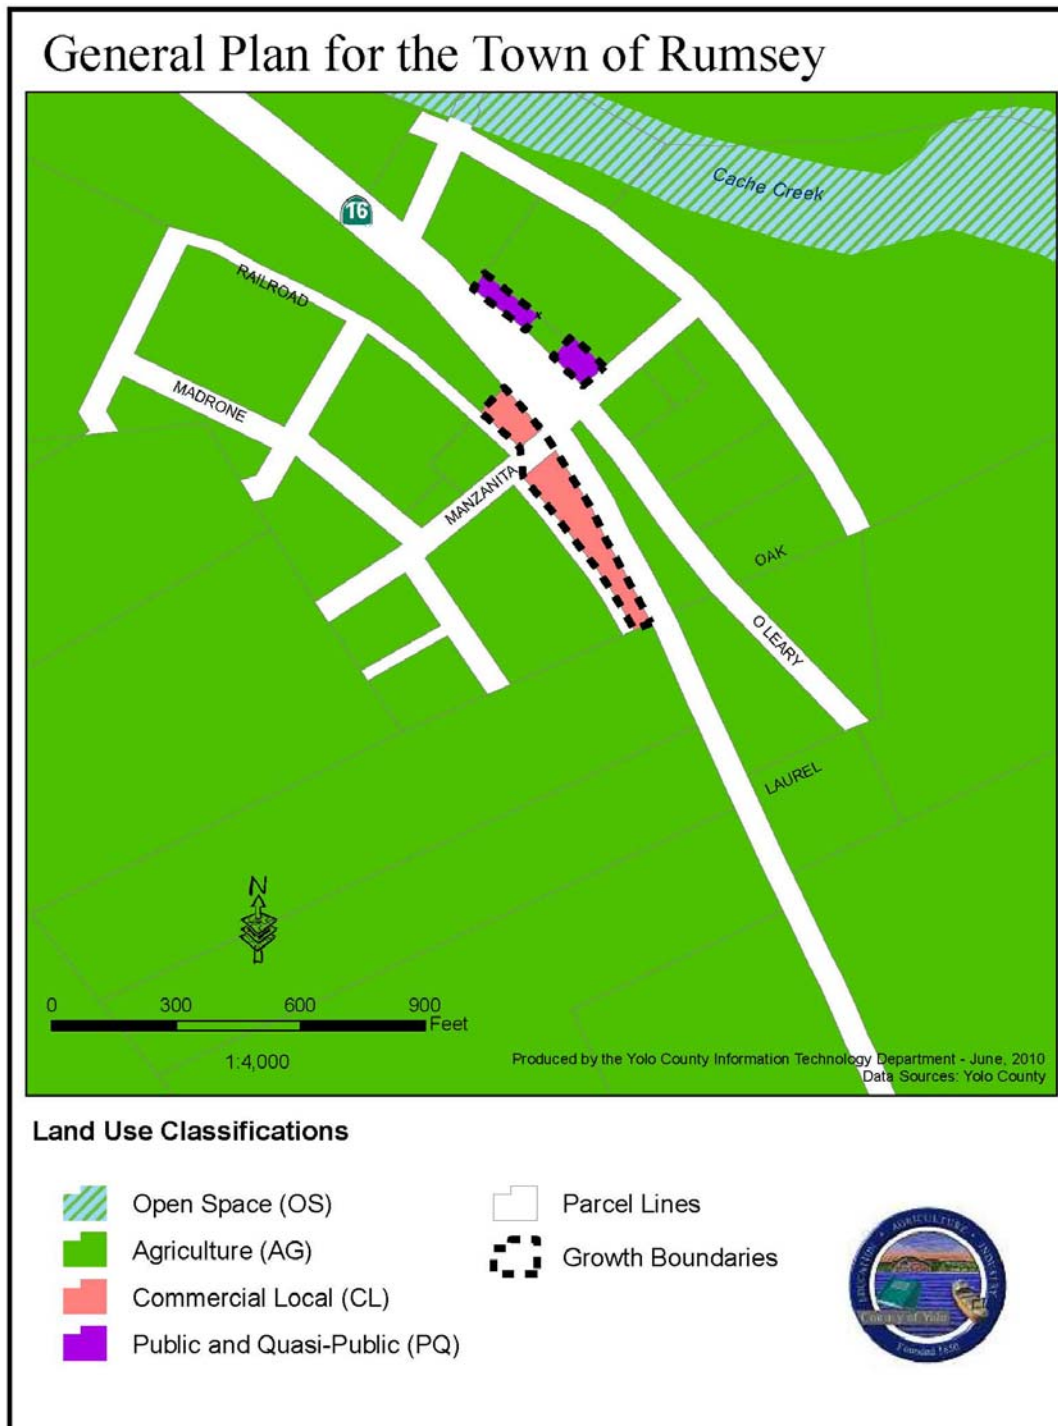 General Plan for the Town of Rumsey
Cache Creek
16
RAILROAD
MADRONE
MANZANITA
OAK
O LEARY
LAUREL
N
0 300 600 900
Feet
1:4,000
Produced by the Yolo County Information Technology Department - June, 2010
Data Sources: Yolo County
Land Use Classifications
Open Space (OS)
Agriculture (AG)
Commercial Local (CL)
Public and Quasi-Public (PQ)
Parcel Lines
Growth Boundaries
EDUCATION • AGRICULTURE • INDUSTRY
County of Yolo
Founded 1850